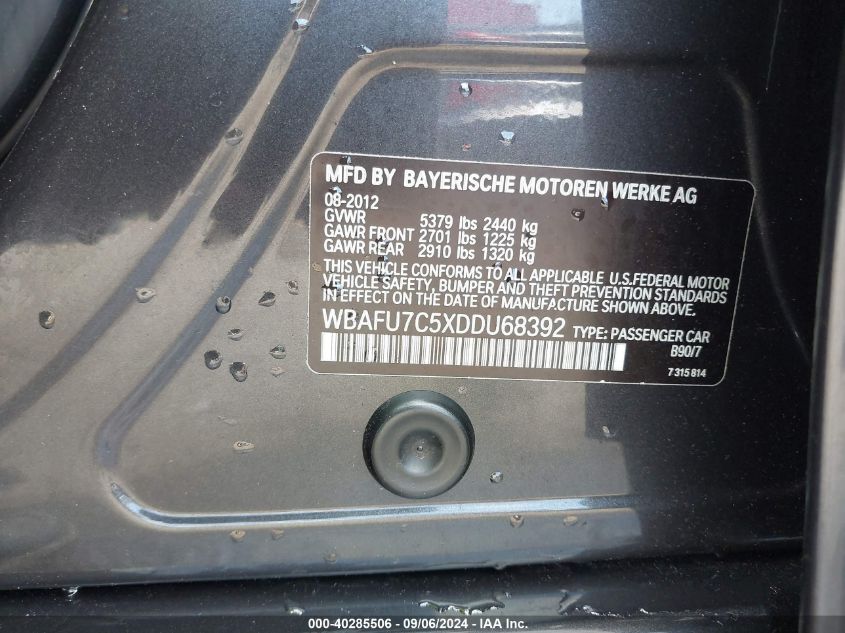 MFD BY BAYERISCHE MOTOREN WERKE AG
08-2012
GVWR 5379 lbs 2440 kg
GAWR FRONT 2701 lbs 1225 kg
GAWR REAR 2910 lbs 1320 kg
THIS VEHICLE CONFORMS TO ALL APPLICABLE U.S.FEDERAL MOTOR
VEHICLE SAFETY, BUMPER AND THEFT PREVENTION STANDARDS
IN EFFECT ON THE DATE OF MANUFACTURE SHOWN ABOVE.
WBAFU7C5XDDU68392 TYPE: PASSENGER CAR
B90/7
7315814
000-40285506 - 09/06/2024 - IAA Inc.